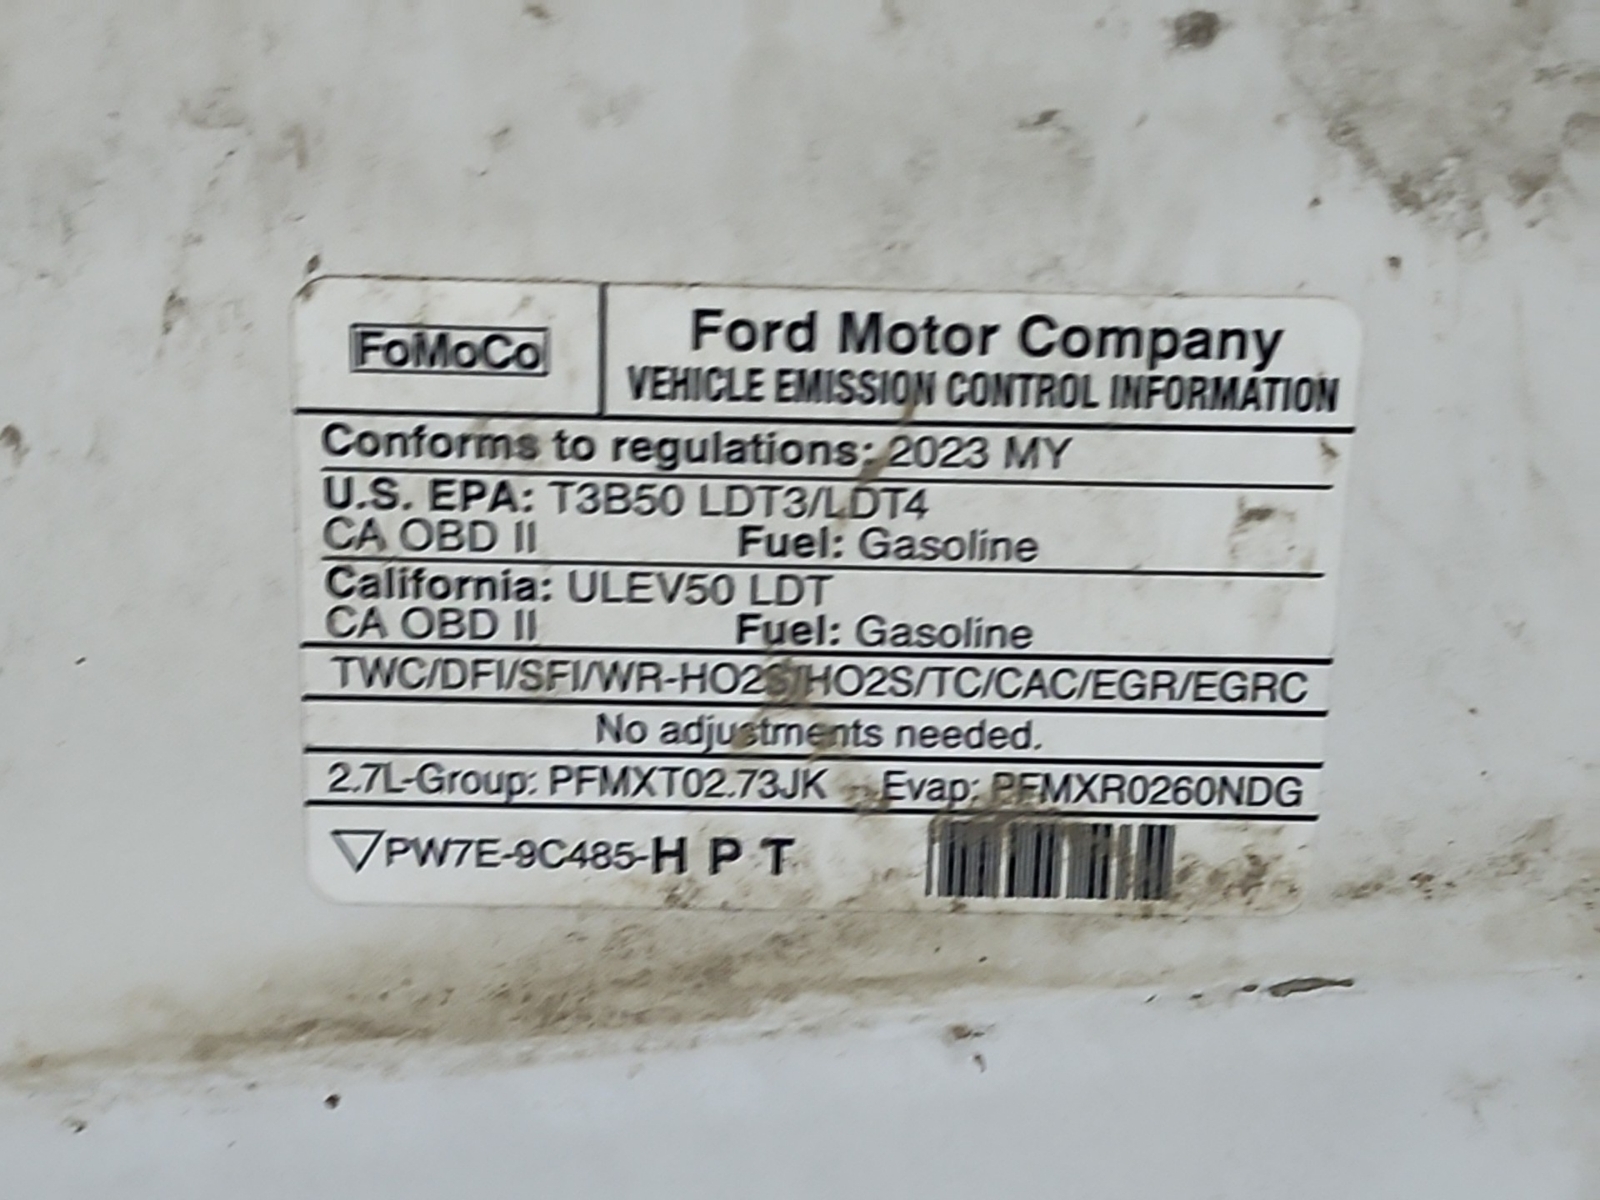 FoMoCo
Ford Motor Company
VEHICLE EMISSION CONTROL INFORMATION
Conforms to regulations: 2023 MY
U.S. EPA: T3B50 LDT3/LDT4
CA OBD II Fuel: Gasoline
California: ULEV50 LDT
CA OBD II Fuel: Gasoline
TWC/DFI/SFI/WR-HO2S/HO2S/TC/CAC/EGR/EGRC
No adjustments needed.
2.7L-Group: PFMXT02.73JK Evap: PFMXR0260NDG
▽PW7E-9C485-H P T